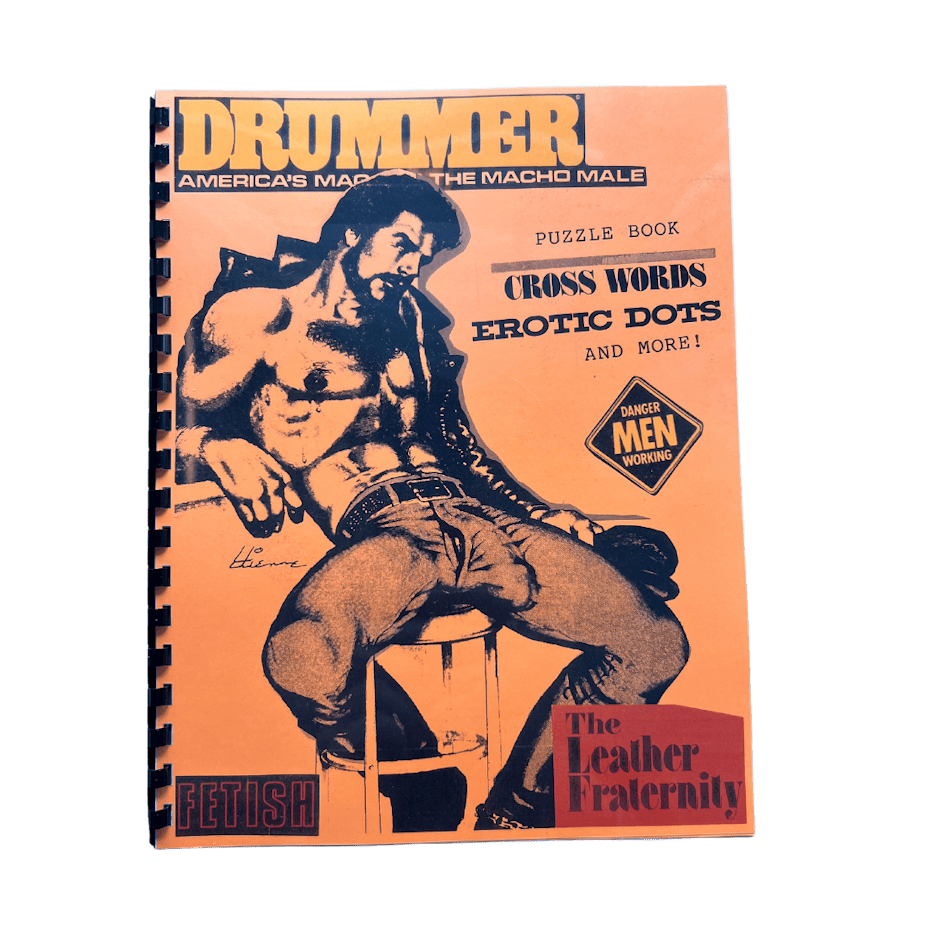 DRUMMER
AMERICA'S MAG THE MACHO MALE
PUZZLE BOOK
CROSS WORDS
EROTIC DOTS
AND MORE!
DANGER
MEN
WORKING
Etienne
The
Leather
Fraternity
FETISH